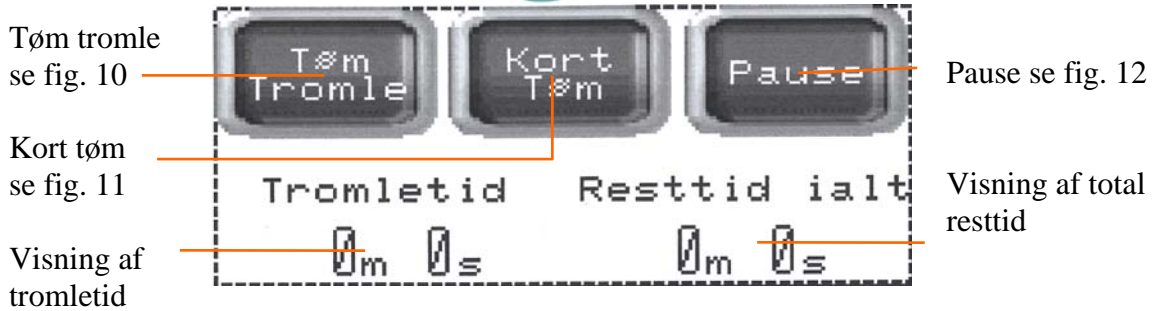 Tøm tromle
se fig. 10
Kort tøm
se fig. 11
Visning af
tromletid
Tøm
Tromle
Kort
Tøm
Pause
Tromletid
Resttid ialt
0m 0s
0m 0s
Pause se fig. 12
Visning af total
resttid